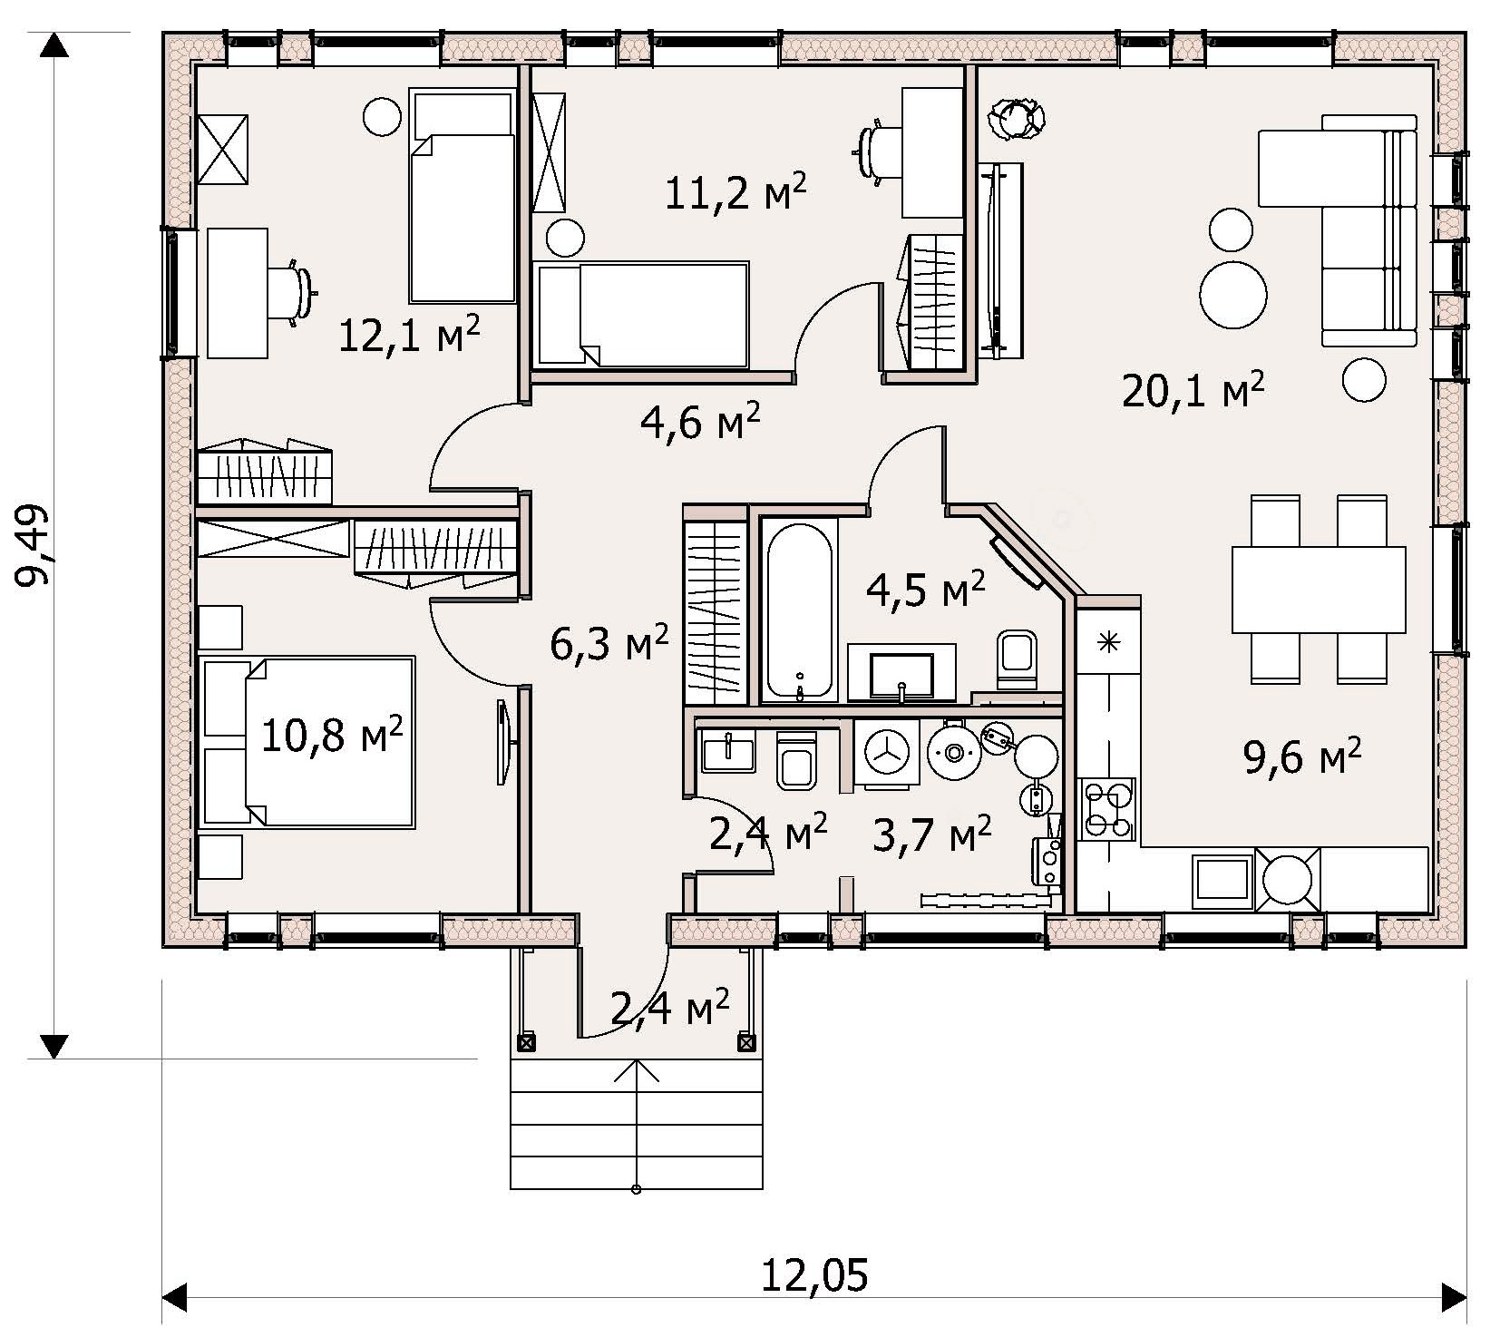 11,2 м²
12,1 м²
20,1 м²
4,6 м²
9,49
4,5 м²
6,3 м²
10,8 м²
9,6 м²
2,4 м²
3,7 м²
2,4 м²
12,05